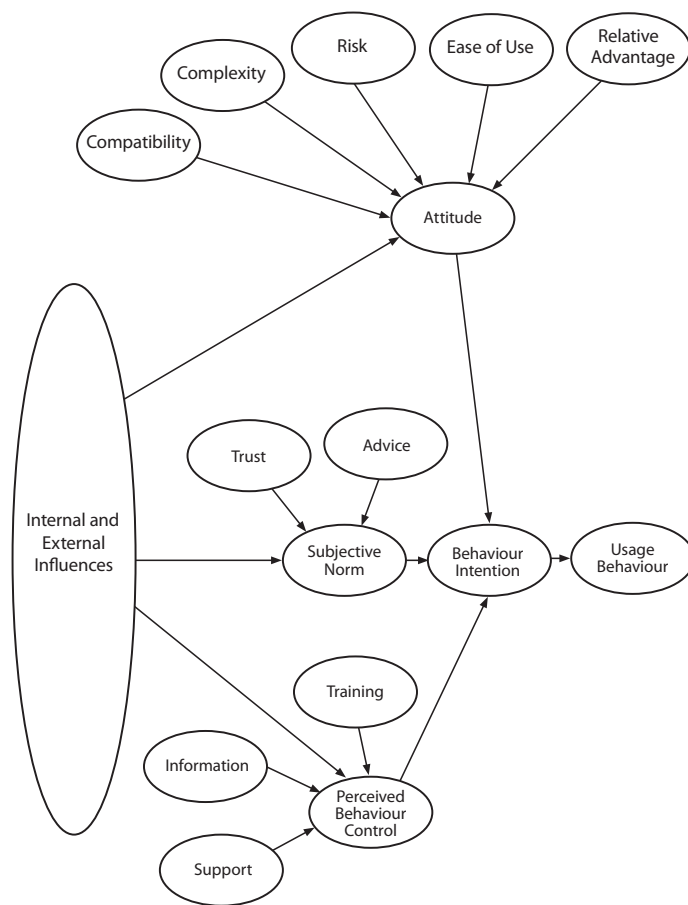 Relative
Advantage
Risk
Ease of Use
Complexity
Compatibility
Attitude
Trust
Advice
Internal and
External
Influences
Subjective
Norm
Behaviour
Intention
Usage
Behaviour
Training
Information
Perceived
Behaviour
Control
Support